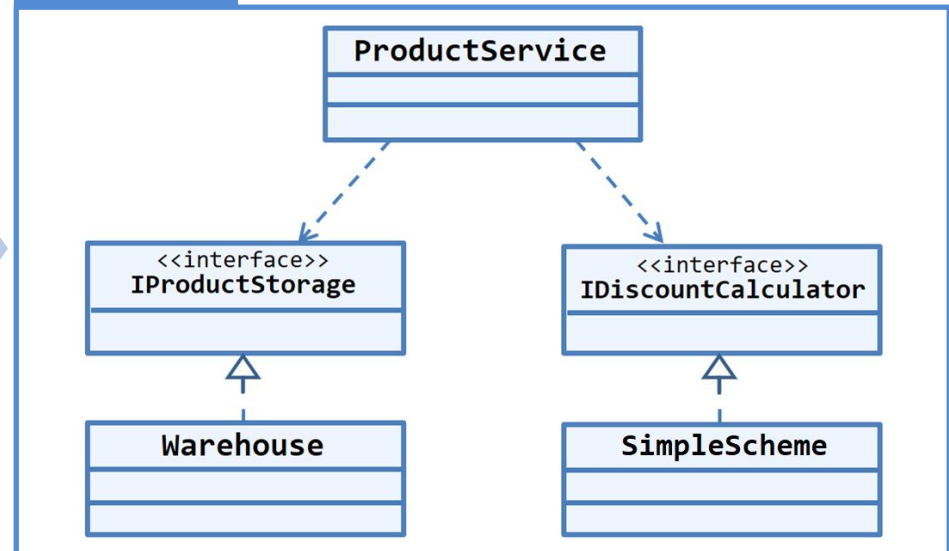 ProductService
<<interface>>
IProductStorage
<<interface>>
IDiscountCalculator
Warehouse
SimpleScheme